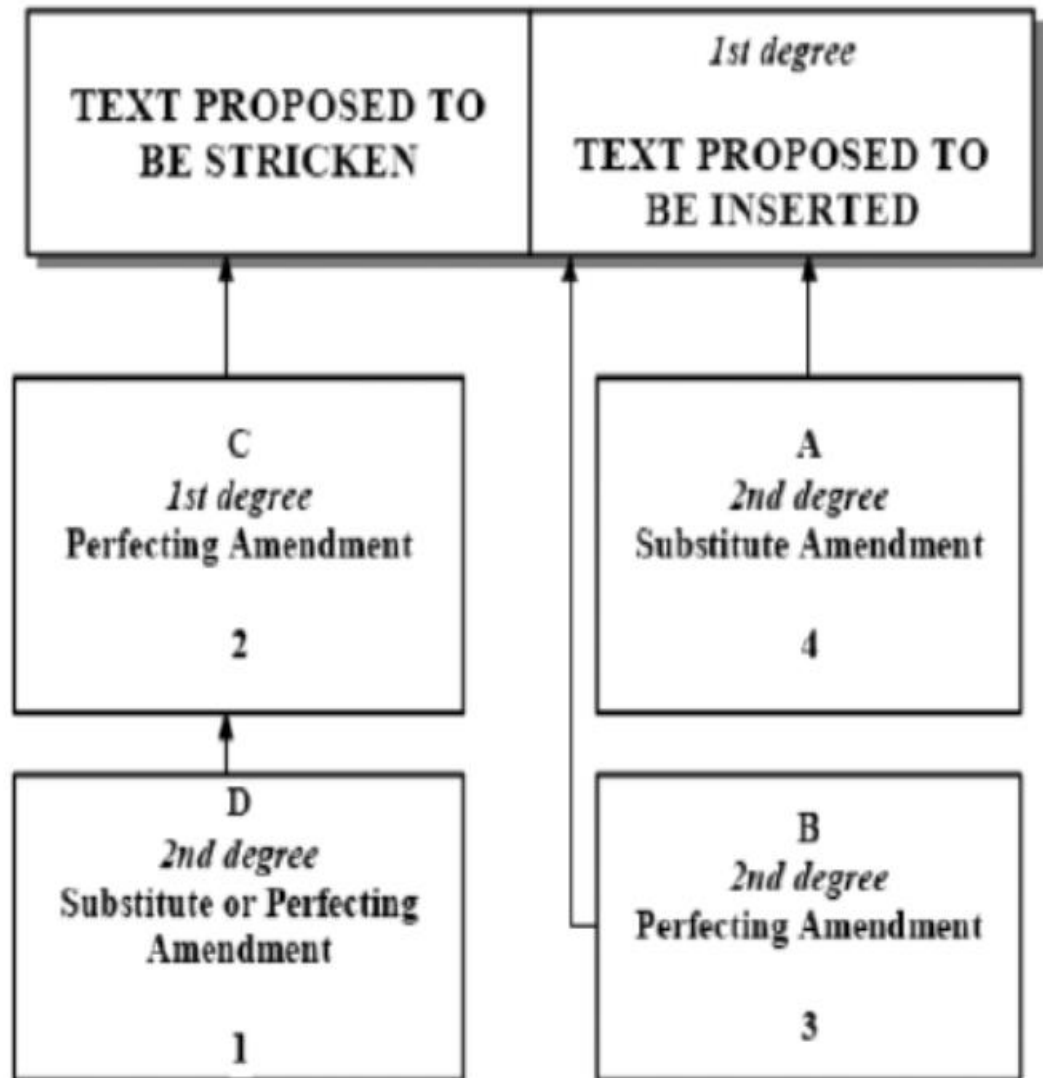 TEXT PROPOSED TO
BE STRICKEN
1st degree
TEXT PROPOSED TO
BE INSERTED
C
1st degree
Perfecting Amendment
2
A
2nd degree
Substitute Amendment
4
D
2nd degree
Substitute or Perfecting
Amendment
1
B
2nd degree
Perfecting Amendment
3